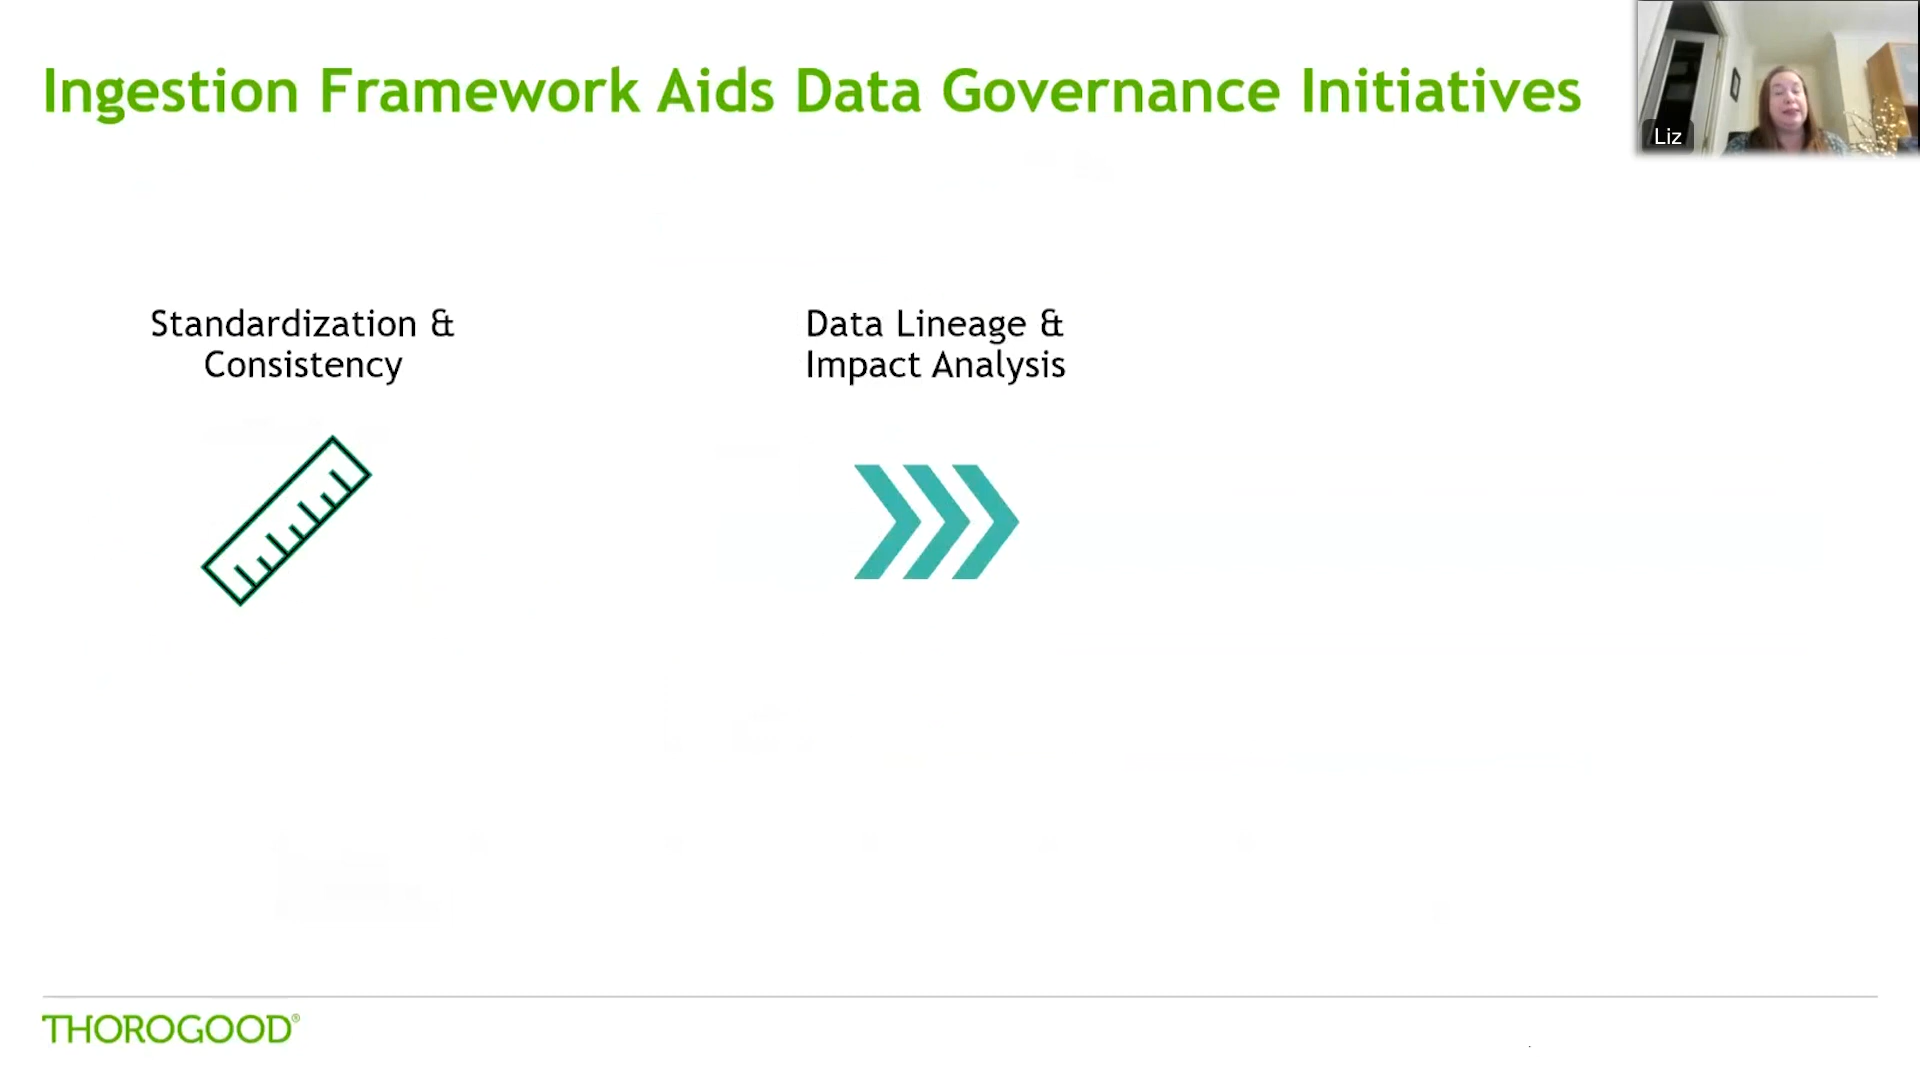 Ingestion Framework Aids Data Governance Initiatives
Liz
Standardization &
Consistency
Data Lineage &
Impact Analysis
THOROGOOD®